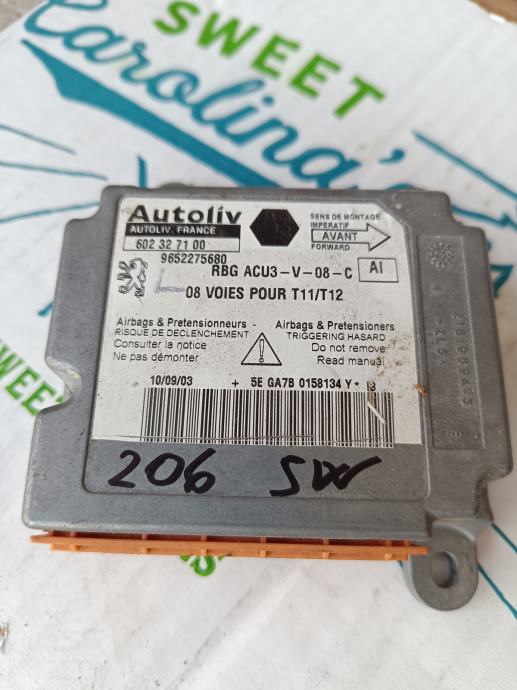 SWEET
Carolina's
Autoliv
AUTOLIV. FRANCE
602 32 71 00
9652275680
SENS DE MONTAGE
IMPERATIF
AVANT
FORWARD
RBG ACU3-V-08-C
AI
08 VOIES POUR T11/T12
Airbags & Pretensionneurs -
RISQUE DE DECLENCHEMENT
Consulter la notice
Ne pas démonter
Airbags & Pretensioners
TRIGGERING HASARD
Do not remove
Read manual
10/09/03 + 5E GA7B 0158134 Y*
206 SW